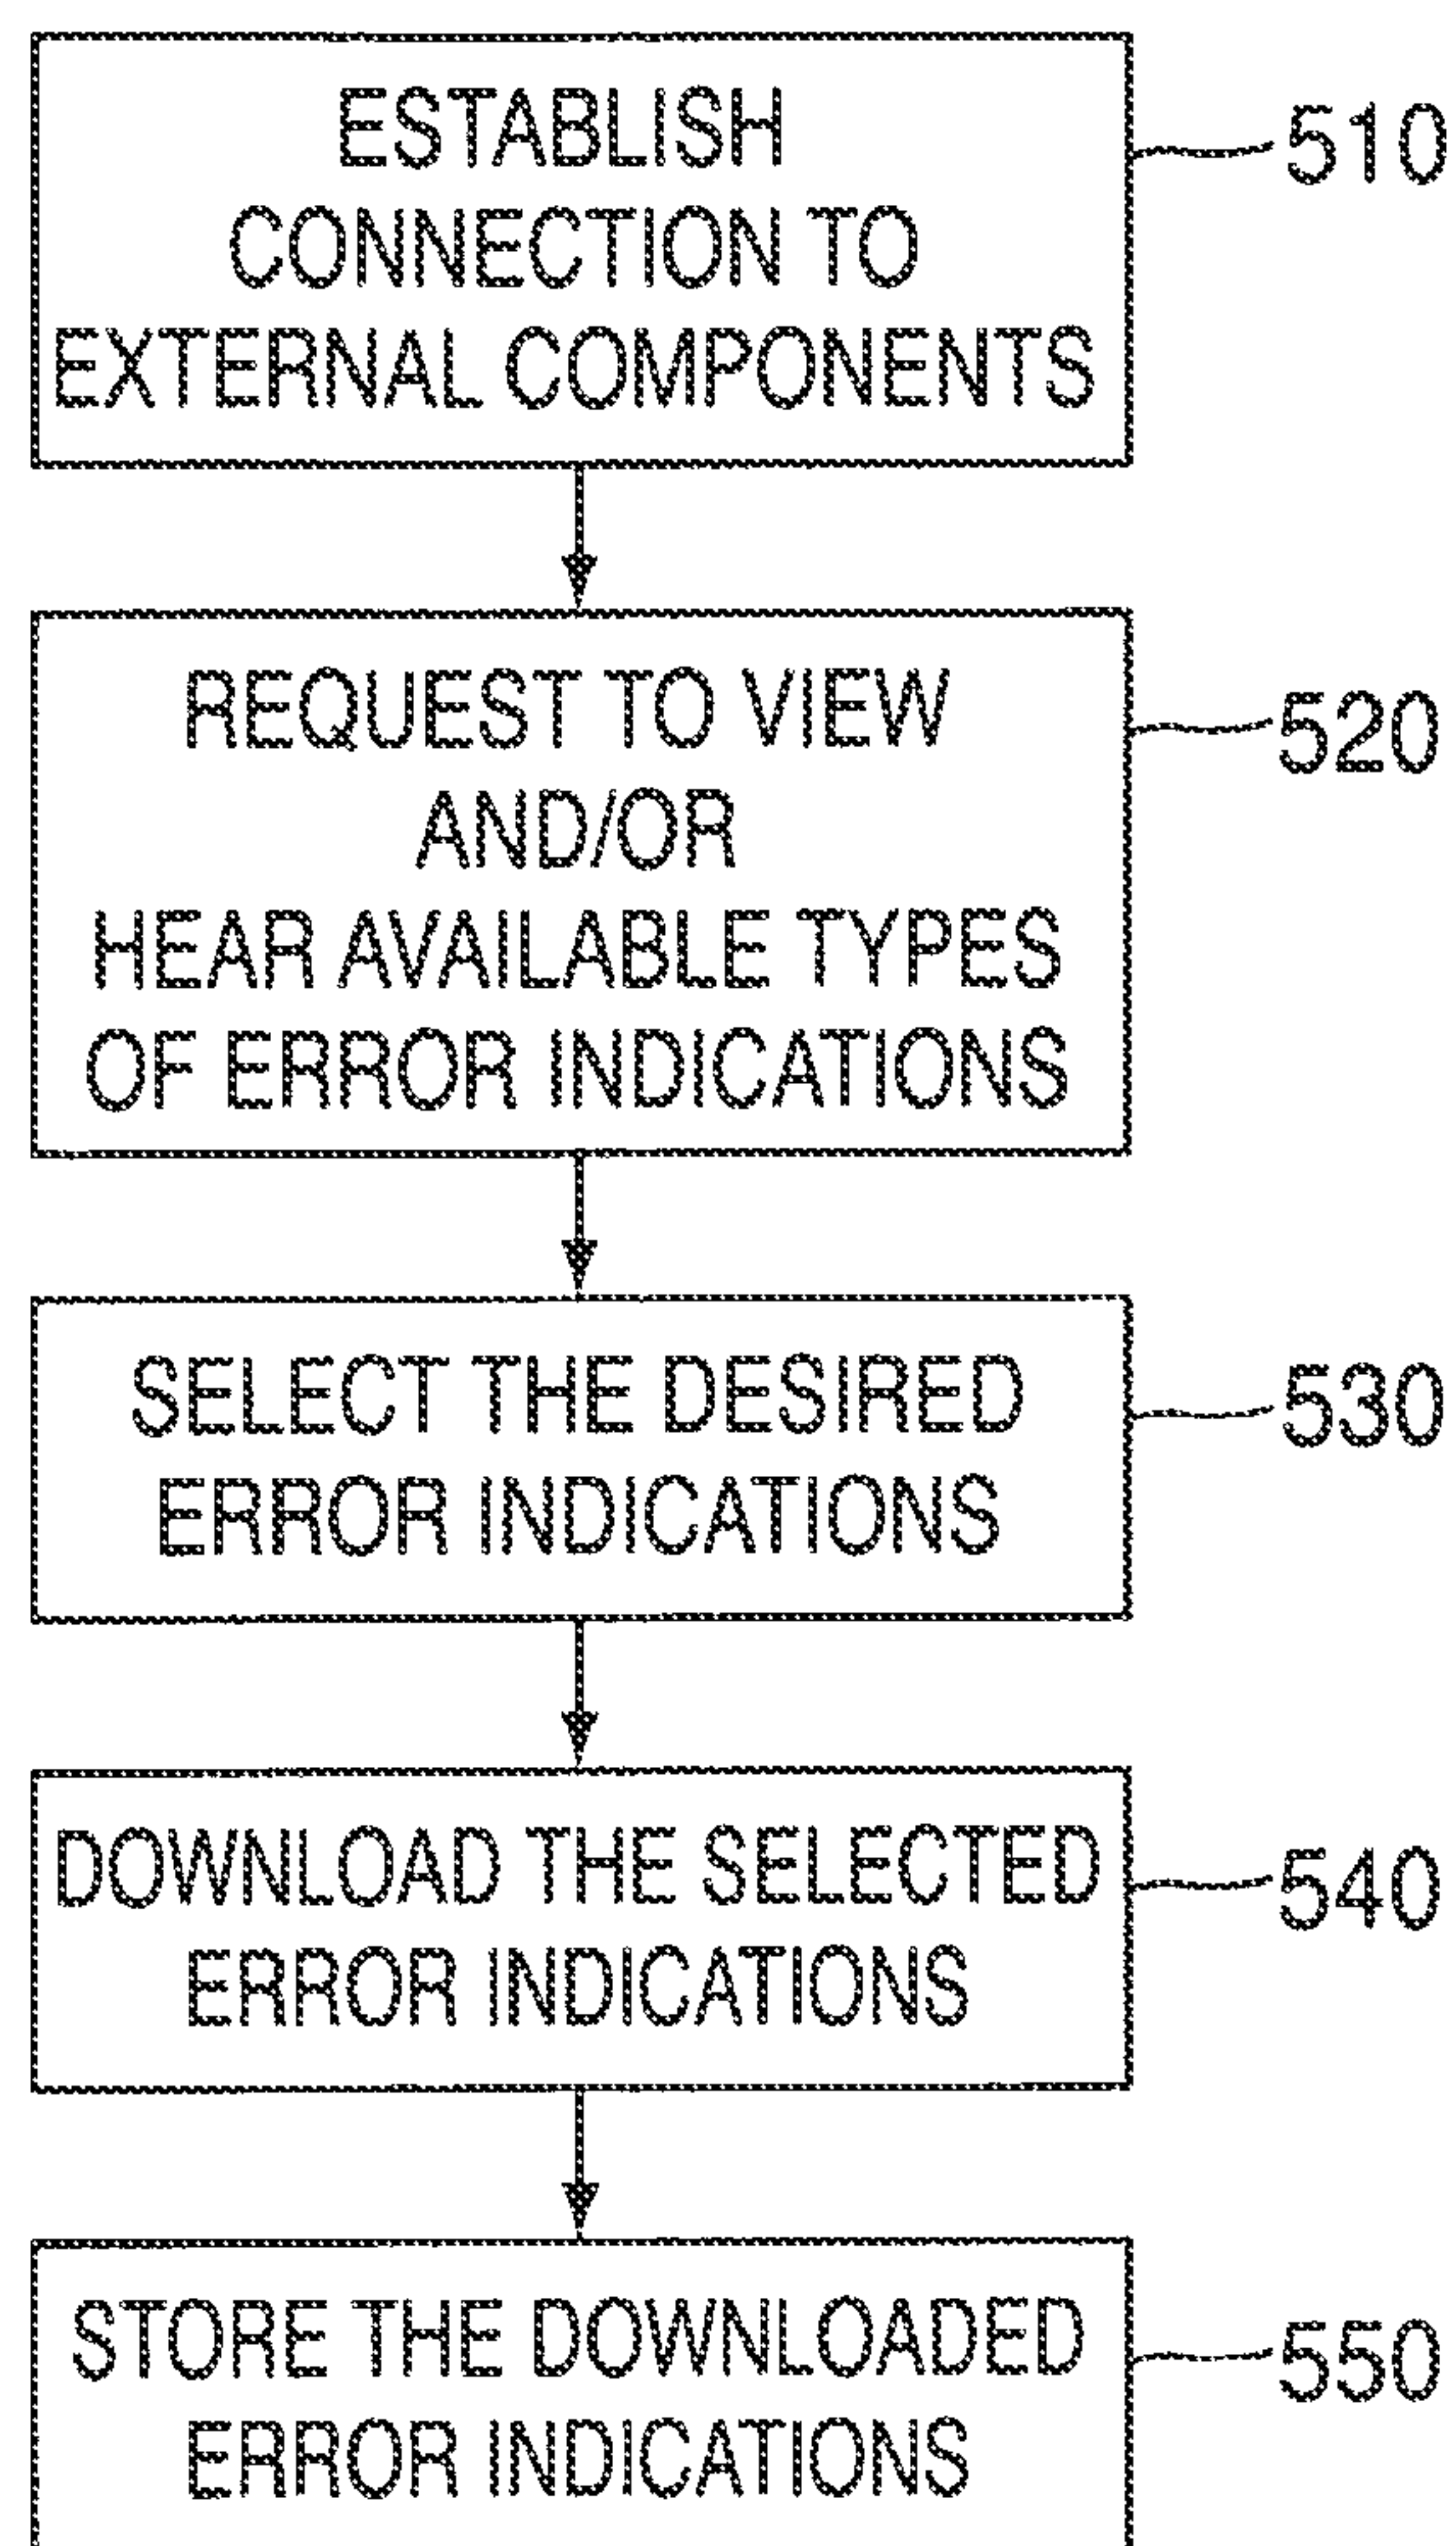 ESTABLISH
CONNECTION TO
EXTERNAL COMPONENTS
510
REQUEST TO VIEW
AND/OR
HEAR AVAILABLE TYPES
OF ERROR INDICATIONS
520
SELECT THE DESIRED
ERROR INDICATIONS
530
DOWNLOAD THE SELECTED
ERROR INDICATIONS
540
STORE THE DOWNLOADED
ERROR INDICATIONS
550